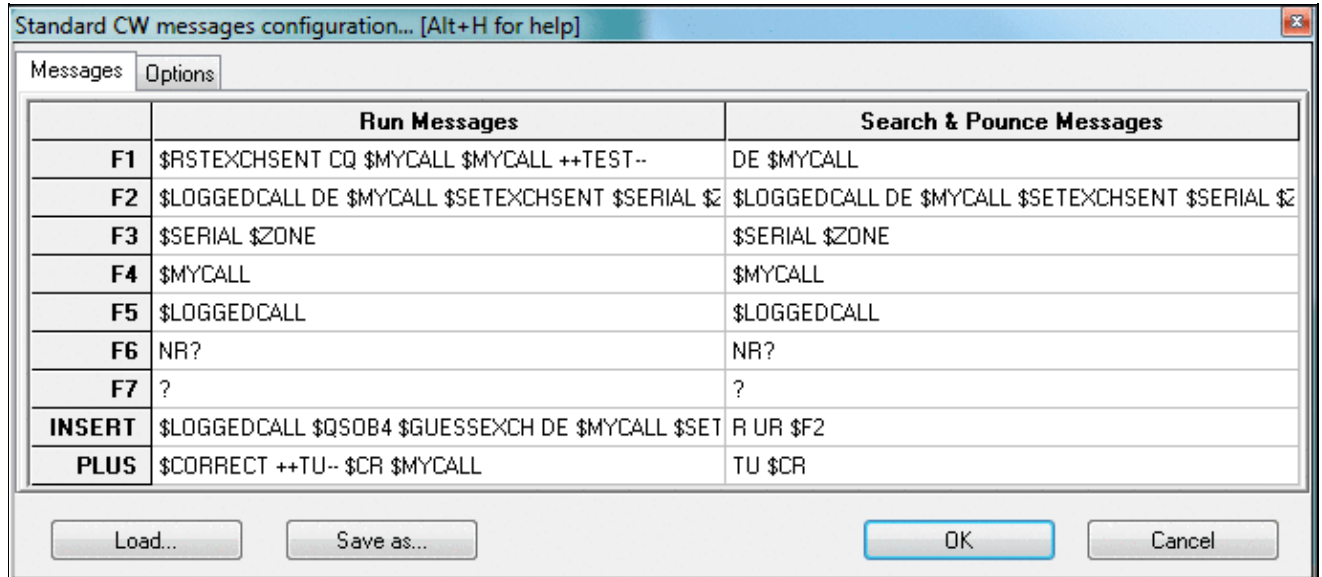 Standard CW messages configuration... [Alt+H for help]
Messages Options
Run Messages Search & Pounce Messages
F1 $RSTEXCHSENT CQ $MYCALL $MYCALL ++TEST-- DE $MYCALL
F2 $LOGGEDCALL DE $MYCALL $SETEXCHSENT $SERIAL $Z $LOGGEDCALL DE $MYCALL $SETEXCHSENT $SERIAL $Z
F3 $SERIAL $ZONE $SERIAL $ZONE
F4 $MYCALL $MYCALL
F5 $LOGGEDCALL $LOGGEDCALL
F6 NR? NR?
F7 ? ?
INSERT $LOGGEDCALL $QSOB4 $GUESSEXCH DE $MYCALL $SET R UR $F2
PLUS $CORRECT ++TU-- $CR $MYCALL TU $CR
Load... Save as... OK Cancel